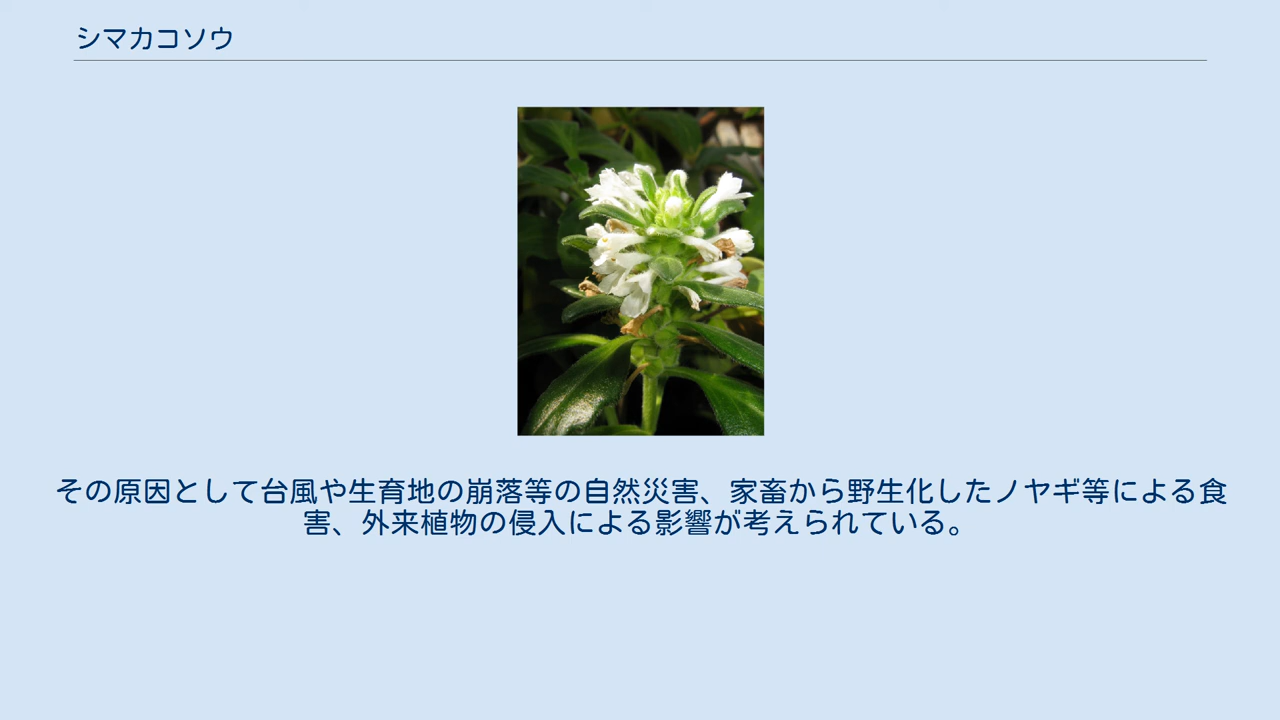 シマカコソウ
その原因として台風や生育地の崩落等の自然災害、家畜から野生化したノヤギ等による食
害、外来植物の侵入による影響が考えられている。